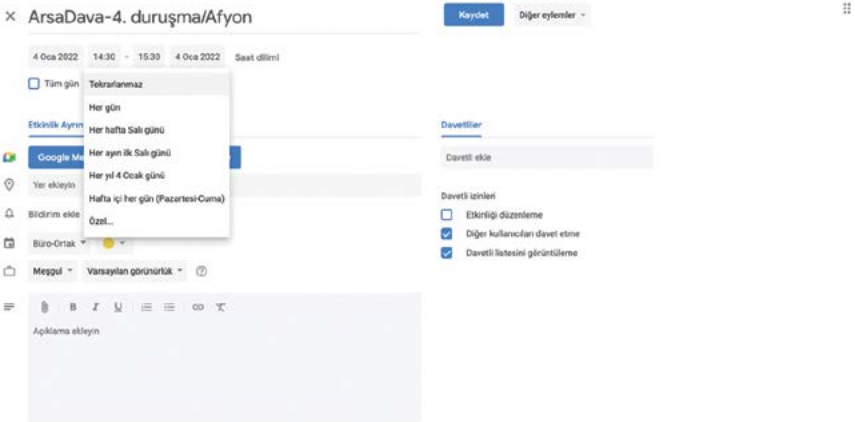 ArsaDava-4. duruşma/Afyon
Kaydet
Diğer eylemler
4 Oca 2022 14:30 - 15:30 4 Oca 2022 Saat dilimi
Tüm gün
Tekrarlanmaz
Her gün
Her hafta Salı günü
Her ayın ilk Salı günü
Her yıl 4 Ocak günü
Hafta içi her gün (Pazartesi-Cuma)
Özel...
Etkinlik Ayrın
Google Me
Yer ekleyin
Bildirim ekle
Büro-Ortak
Meşgul Varsayılan görünürlük
B I U
Açıklama ekleyin
Davetliler
Davetli ekle
Davetli izinleri
Etkinliği düzenleme
Diğer kullanıcıları davet etme
Davetli listesini görüntüleme